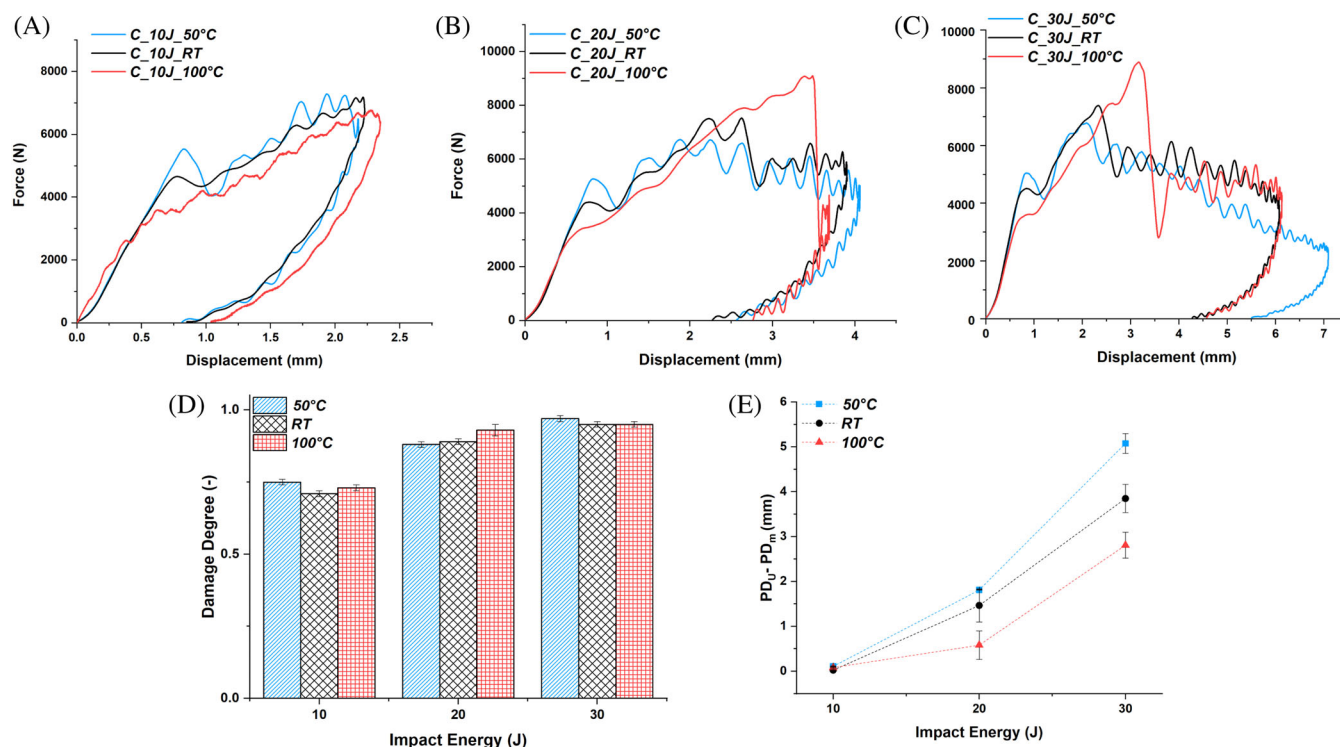 (A)
C_10J_50°C
C_10J_RT
C_10J_100°C
Force (N)
8000
6000
4000
2000
0
0.0 0.5 1.0 1.5 2.0 2.5
Displacement (mm)
(B)
C_20J_50°C
C_20J_RT
C_20J_100°C
Force (N)
10000
8000
6000
4000
2000
0
0 1 2 3 4
Displacement (mm)
(C)
C_30J_50°C
C_30J_RT
C_30J_100°C
10000
8000
6000
4000
2000
0
0 1 2 3 4 5 6 7
Displacement (mm)
(D)
50°C
RT
100°C
Damage Degree (-)
1.0
0.5
0.0
10 20 30
Impact Energy (J)
(E)
50°C
RT
100°C
PDU- PDm (mm)
6
5
4
3
2
1
0
10 20 30
Impact Energy (J)